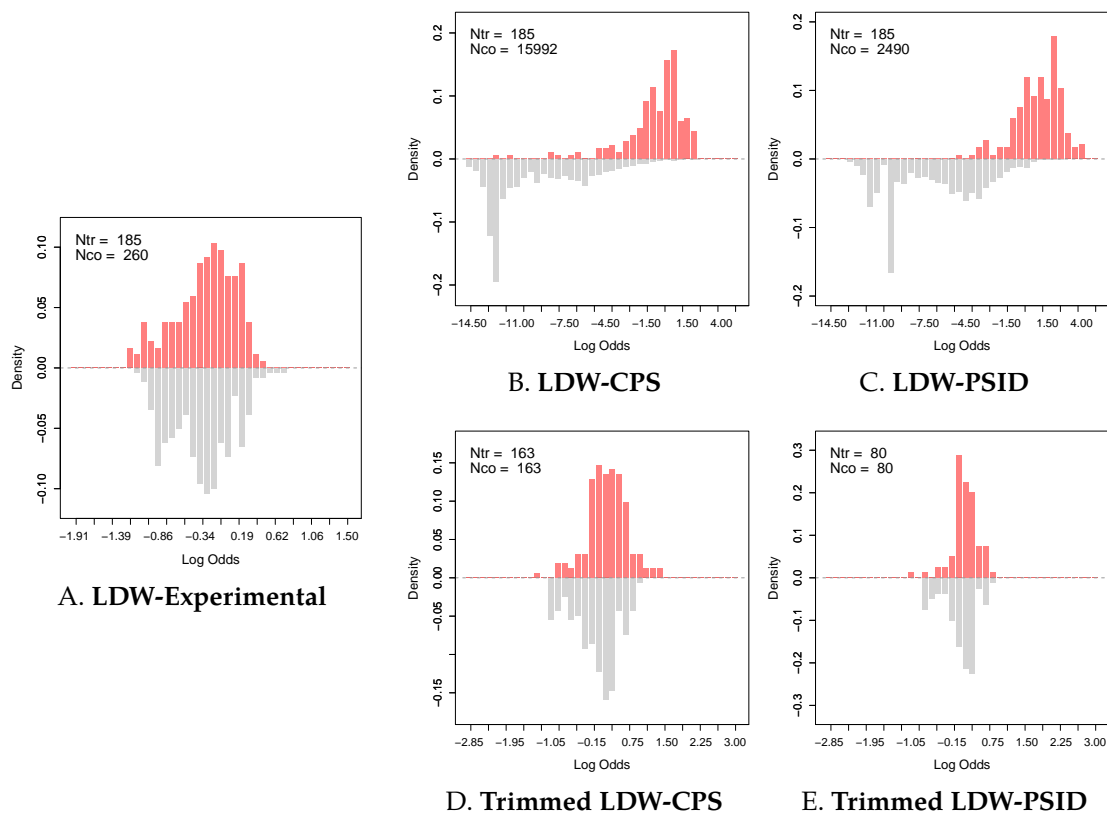 Ntr = 185
Nco = 260
Density
0.10
0.05
0.00
−0.05
−0.10
−1.91 −1.39 −0.86 −0.34 0.19 0.62 1.06 1.50
Log Odds
A. LDW-Experimental
Ntr = 185
Nco = 15992
Density
0.2
0.1
0.0
−0.1
−0.2
−14.50 −11.00 −7.50 −4.50 −1.50 1.50 4.00
Log Odds
B. LDW-CPS
Ntr = 185
Nco = 2490
Density
0.2
0.1
0.0
−0.1
−0.2
−14.50 −11.00 −7.50 −4.50 −1.50 1.50 4.00
Log Odds
C. LDW-PSID
Ntr = 163
Nco = 163
Density
0.15
0.10
0.05
0.00
−0.05
−0.15
−2.85 −1.95 −1.05 −0.15 0.75 1.50 2.25 3.00
Log Odds
D. Trimmed LDW-CPS
Ntr = 80
Nco = 80
Density
0.3
0.2
0.1
0.0
−0.1
−0.2
−0.3
−2.85 −1.95 −1.05 −0.15 0.75 1.50 2.25 3.00
Log Odds
E. Trimmed LDW-PSID